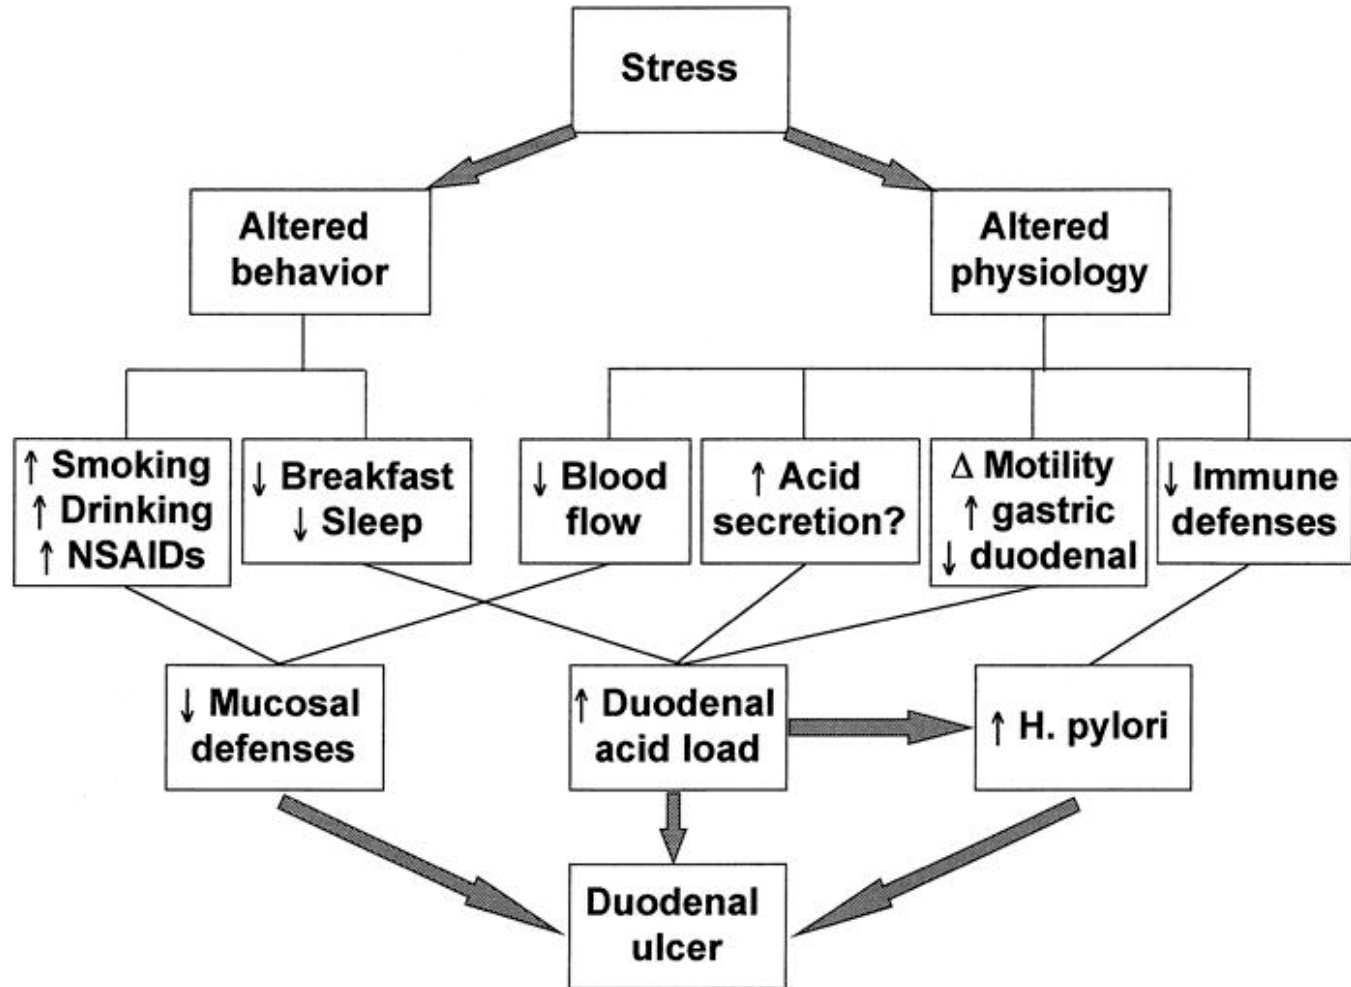 Stress
Altered
behavior
Altered
physiology
↑ Smoking
↑ Drinking
↑ NSAIDs
↓ Breakfast
↓ Sleep
↓ Blood
flow
↑ Acid
secretion?
Δ Motility
↑ gastric
↓ duodenal
↓ Immune
defenses
↓ Mucosal
defenses
↑ Duodenal
acid load
↑ H. pylori
Duodenal
ulcer